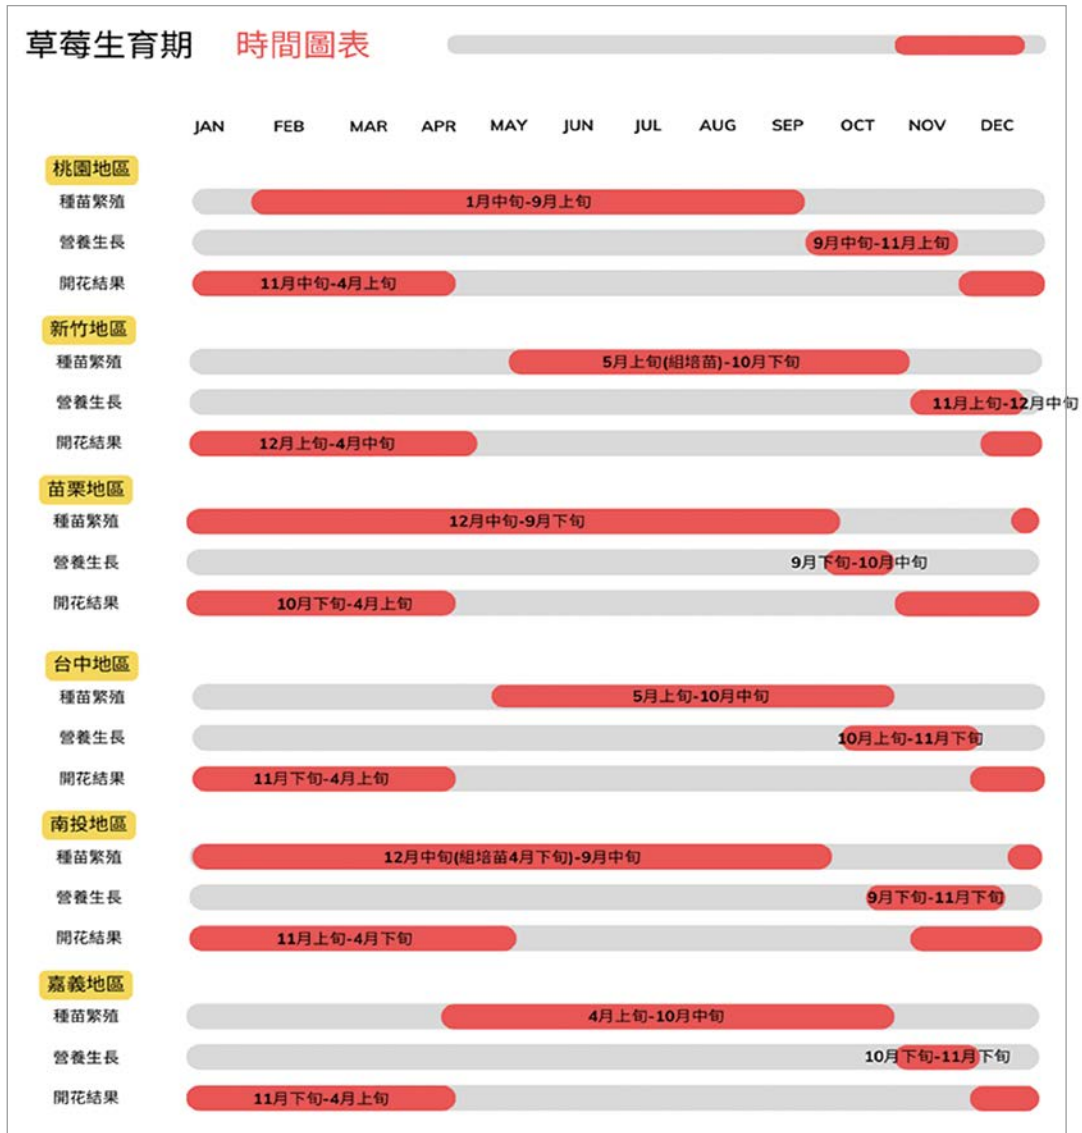 草莓生育期 時間圖表
JAN FEB MAR APR MAY JUN JUL AUG SEP OCT NOV DEC
桃園地區
種苗繁殖 1月中旬-9月上旬
營養生長 9月中旬-11月上旬
開花結果 11月中旬-4月上旬
新竹地區
種苗繁殖 5月上旬(組培苗)-10月下旬
營養生長 11月上旬-12月中旬
開花結果 12月上旬-4月中旬
苗栗地區
種苗繁殖 12月中旬-9月下旬
營養生長 9月下旬-10月中旬
開花結果 10月下旬-4月上旬
台中地區
種苗繁殖 5月上旬-10月中旬
營養生長 10月上旬-11月下旬
開花結果 11月下旬-4月上旬
南投地區
種苗繁殖 12月中旬(組培苗4月下旬)-9月中旬
營養生長 9月下旬-11月下旬
開花結果 11月上旬-4月下旬
嘉義地區
種苗繁殖 4月上旬-10月中旬
營養生長 10月下旬-11月下旬
開花結果 11月下旬-4月上旬